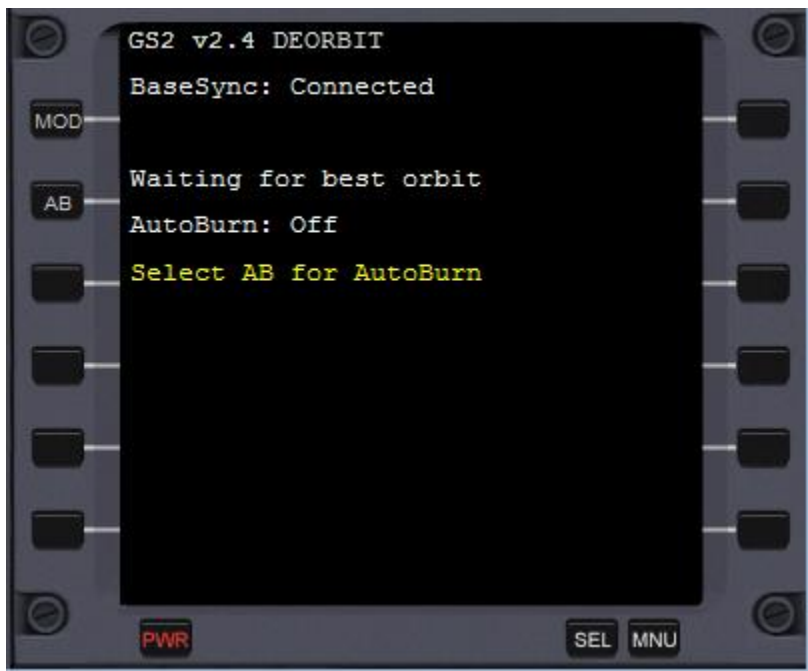 GS2 v2.4 DEORBIT
BaseSync: Connected
MOD
Waiting for best orbit
AB
AutoBurn: Off
Select AB for AutoBurn
PWR
SEL
MNU